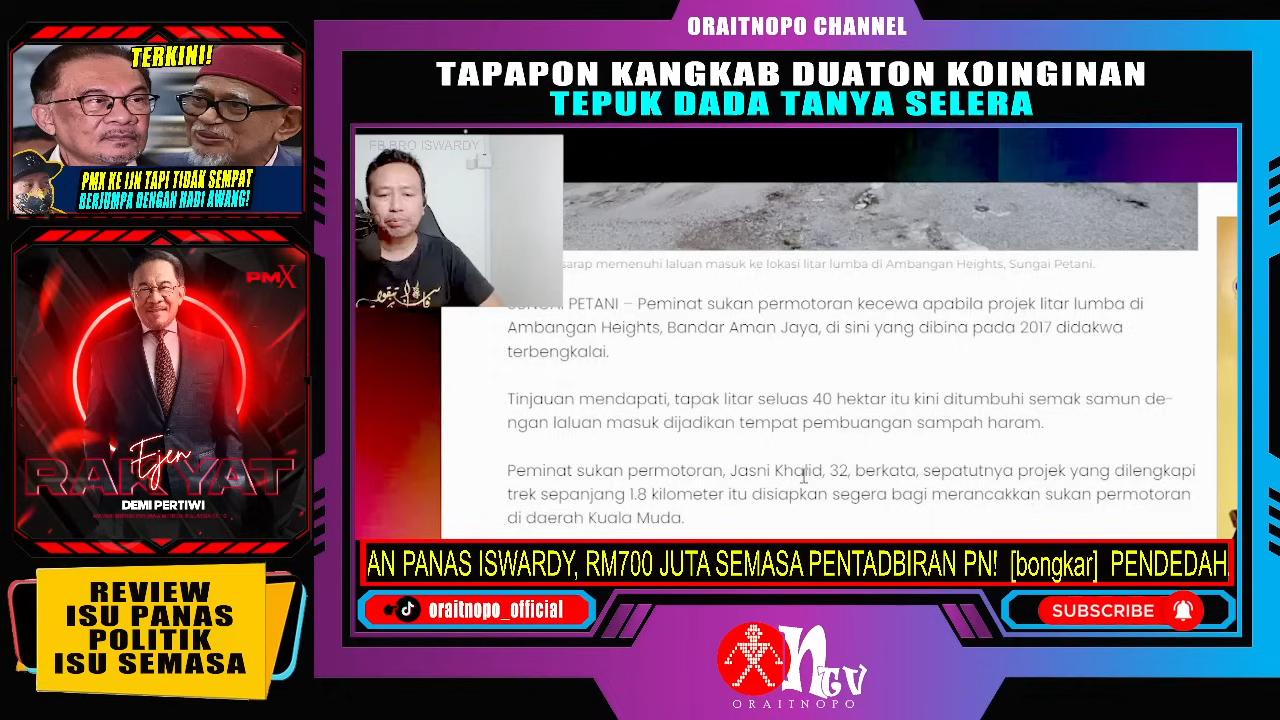 ORAITNOPO CHANNEL
TERKINI!
PMX KE IJN TAPI TIDAK SEMPAT
BERJUMPA DENGAN HADI AWANG!
TAPAPON KANGKAB DUATON KOINGINAN
TEPUK DADA TANYA SELERA
FB BRO ISWARDY
sarap memenuhi laluan masuk ke lokasi litar lumba di Ambangan Heights, Sungai Petani.
PETANI – Peminat sukan permotoran kecewa apabila projek litar lumba di
Ambangan Heights, Bandar Aman Jaya, di sini yang dibina pada 2017 didakwa
terbengkalai.
Tinjauan mendapati, tapak litar seluas 40 hektar itu kini ditumbuhi semak samun de-
ngan laluan masuk dijadikan tempat pembuangan sampah haram.
Peminat sukan permotoran, Jasni Khalid, 32, berkata, sepatutnya projek yang dilengkapi
trek sepanjang 1.8 kilometer itu disiapkan segera bagi merancakkan sukan permotoran
di daerah Kuala Muda.
PMX
Ejen
RAKYAT
DEMI PERTIWI
AN PANAS ISWARDY, RM700 JUTA SEMASA PENTADBIRAN PN! [bongkar] PENDEDAH
REVIEW
ISU PANAS
POLITIK
ISU SEMASA
oraitnopo_official
SUBSCRIBE
nTV
ORAITNOPO